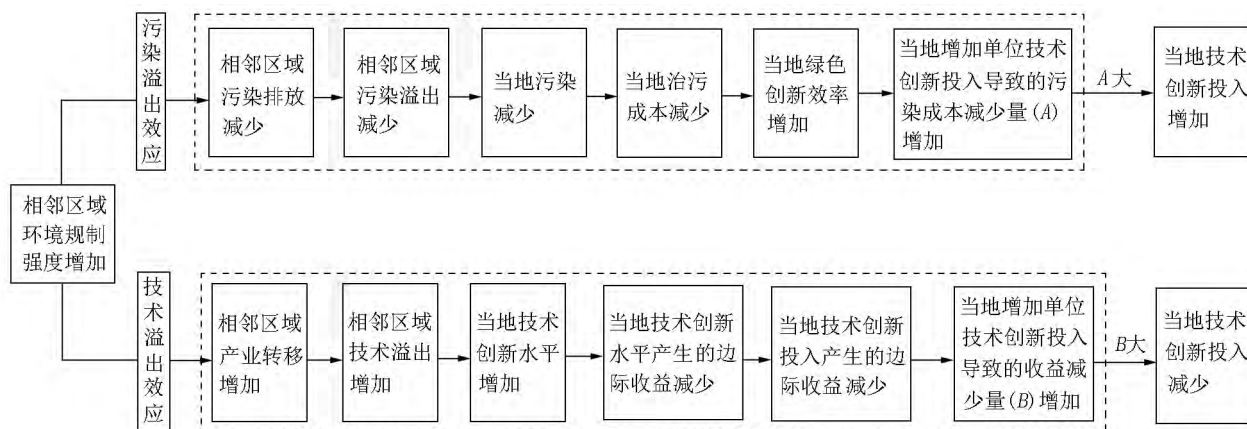 污染溢出效应
相邻区域
污染排放
减少
相邻区域
污染溢出
减少
当地污染
减少
当地治污
成本减少
当地绿色
创新效率
增加
当地增加单位技术
创新投入导致的污
染成本减少量(A)
增加
A大
当地技术
创新投入
增加
相邻区域
环境规制
强度增加
技术溢出效应
相邻区域
产业转移
增加
相邻区域
技术溢出
增加
当地技术
创新水平
增加
当地技术创新
水平产生的边
际收益减少
当地技术创新
投入产生的边
际收益减少
当地增加单位
技术创新投入
导致的收益减
少量(B)增加
B大
当地技术
创新投入
减少